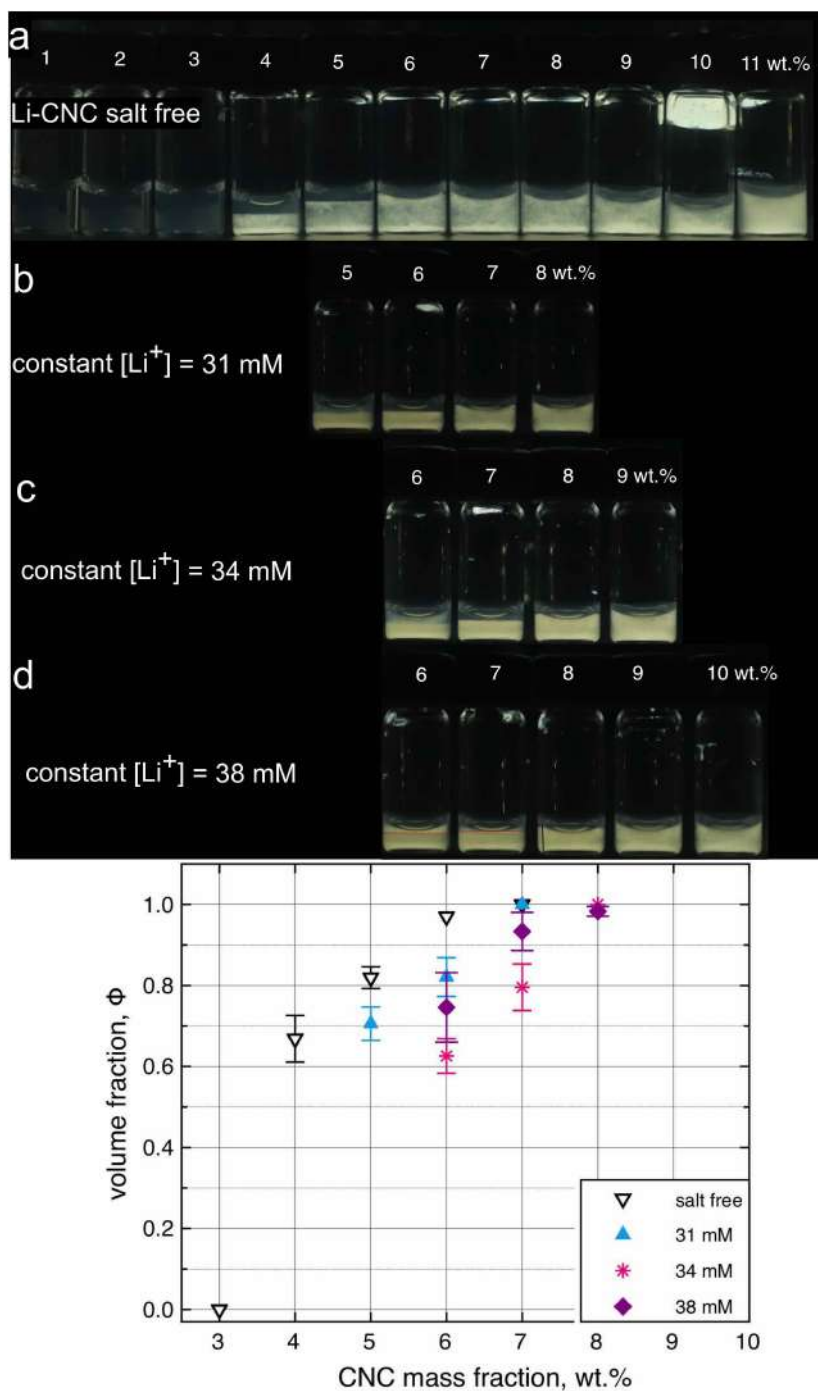 a
1 2 3 4 5 6 7 8 9 10 11 wt.%
Li-CNC salt free
b
5 6 7 8 wt.%
constant [Li⁺] = 31 mM
c
6 7 8 9 wt.%
constant [Li⁺] = 34 mM
d
6 7 8 9 10 wt.%
constant [Li⁺] = 38 mM
volume fraction, Φ
1.0
0.8
0.6
0.4
0.2
0.0
salt free
31 mM
34 mM
38 mM
3 4 5 6 7 8 9 10
CNC mass fraction, wt.%